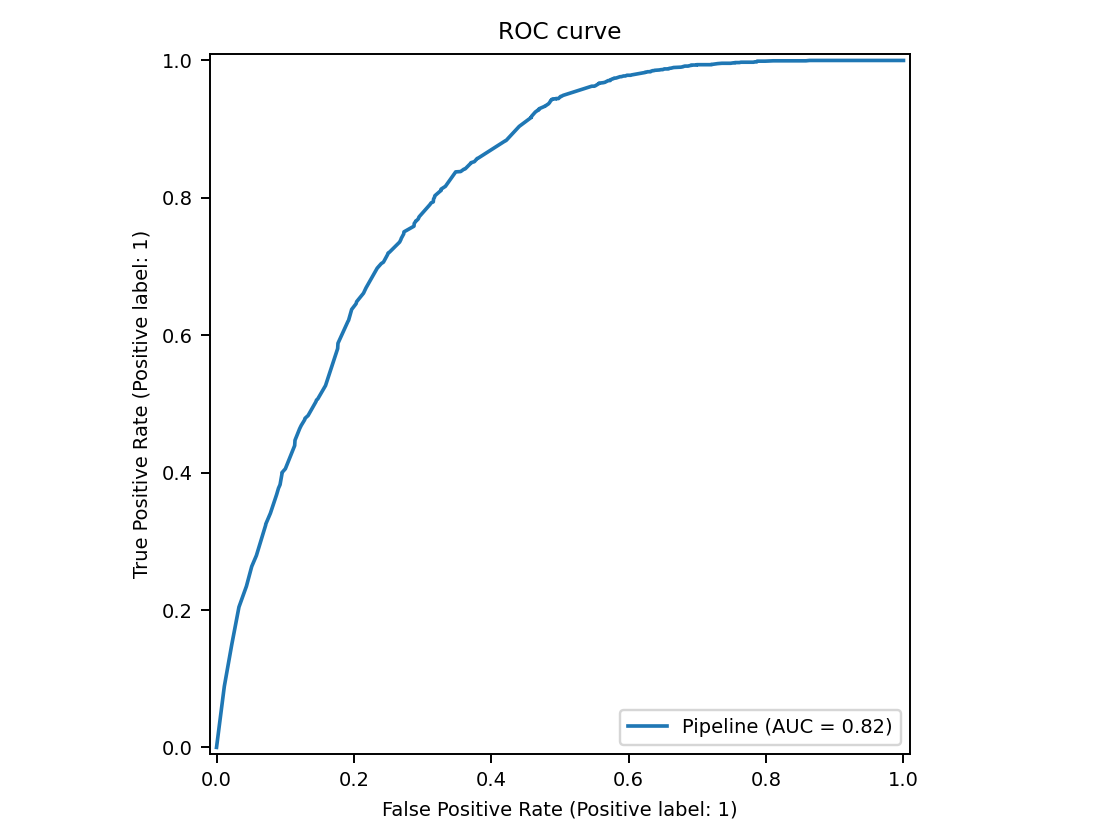 ROC curve
True Positive Rate (Positive label: 1)
1.0
0.8
0.6
0.4
0.2
0.0
Pipeline (AUC = 0.82)
0.0 0.2 0.4 0.6 0.8 1.0
False Positive Rate (Positive label: 1)